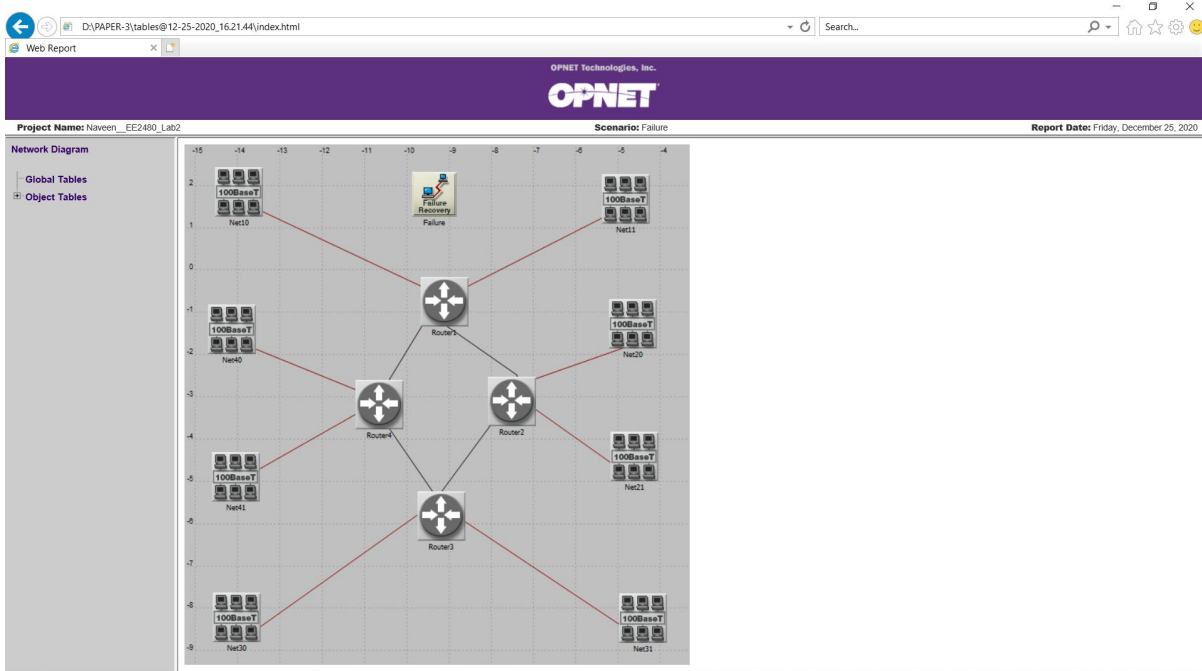 D:\PAPER-3\tables@12-25-2020_16.21.44\index.html
Search...
Web Report
OPNET Technologies, Inc.
OPNET
Project Name: Naveen__EE2480_Lab2
Scenario: Failure
Report Date: Friday, December 25, 2020
Network Diagram
Global Tables
Object Tables
-15 -14 -13 -12 -11 -10 -9 -8 -7 -6 -5 -4
2
100BaseT
Net10
Failure
Recovery
Failure
100BaseT
Net11
1
0
Router1
-1
100BaseT
Net40
100BaseT
Net20
-2
-3
Router4
Router2
-4
100BaseT
Net41
100BaseT
Net21
-5
-6
Router3
-7
-8
100BaseT
Net30
100BaseT
Net31
-9